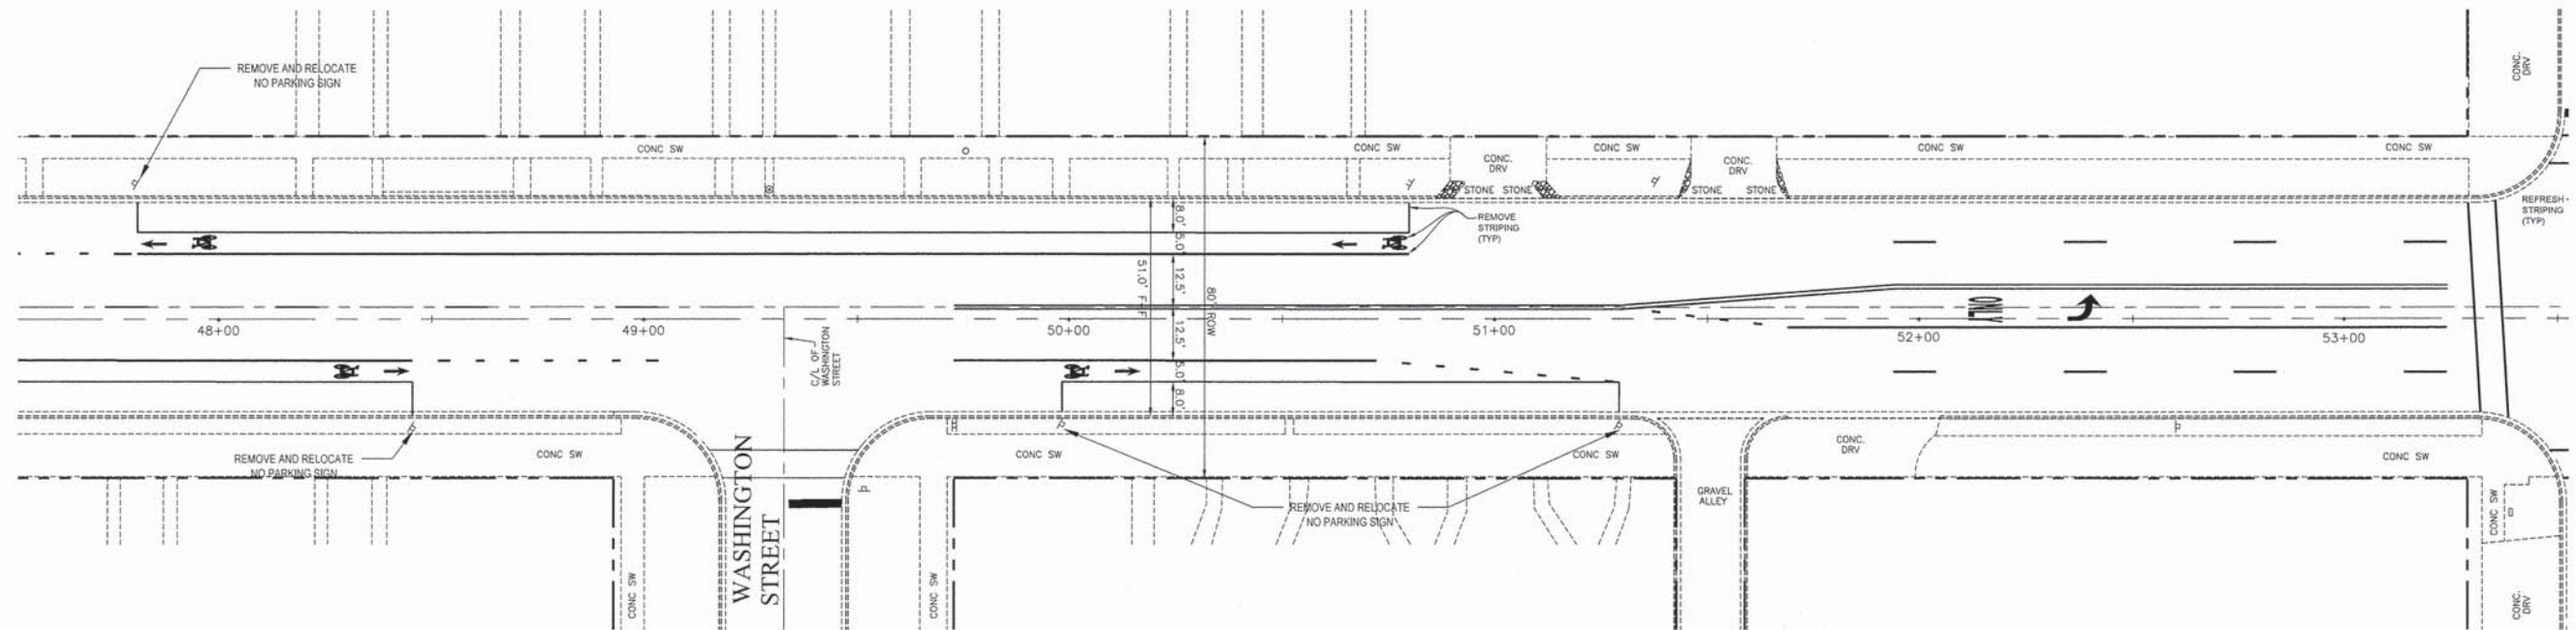 REMOVE AND RELOCATE
NO PARKING SIGN
CONC.
DRV
CONC SW
CONC SW
CONC.
DRV
CONC SW
CONC.
DRV
CONC SW
CONC SW
STONE STONE
STONE STONE
REMOVE
STRIPING
(TYP)
REFRESH
STRIPING
(TYP)
8.0'
5.0'
12.5'
12.5'
5.0'
8.0'
51.0' F-F
80' ROW
ONLY
48+00
49+00
50+00
51+00
52+00
53+00
C/L OF
WASHINGTON
STREET
REMOVE AND RELOCATE
NO PARKING SIGN
CONC SW
CONC SW
CONC SW
CONC.
DRV
CONC SW
WASHINGTON
STREET
REMOVE AND RELOCATE
NO PARKING SIGN
GRAVEL
ALLEY
CONC SW
CONC SW
CONC SW
CONC.
DRV